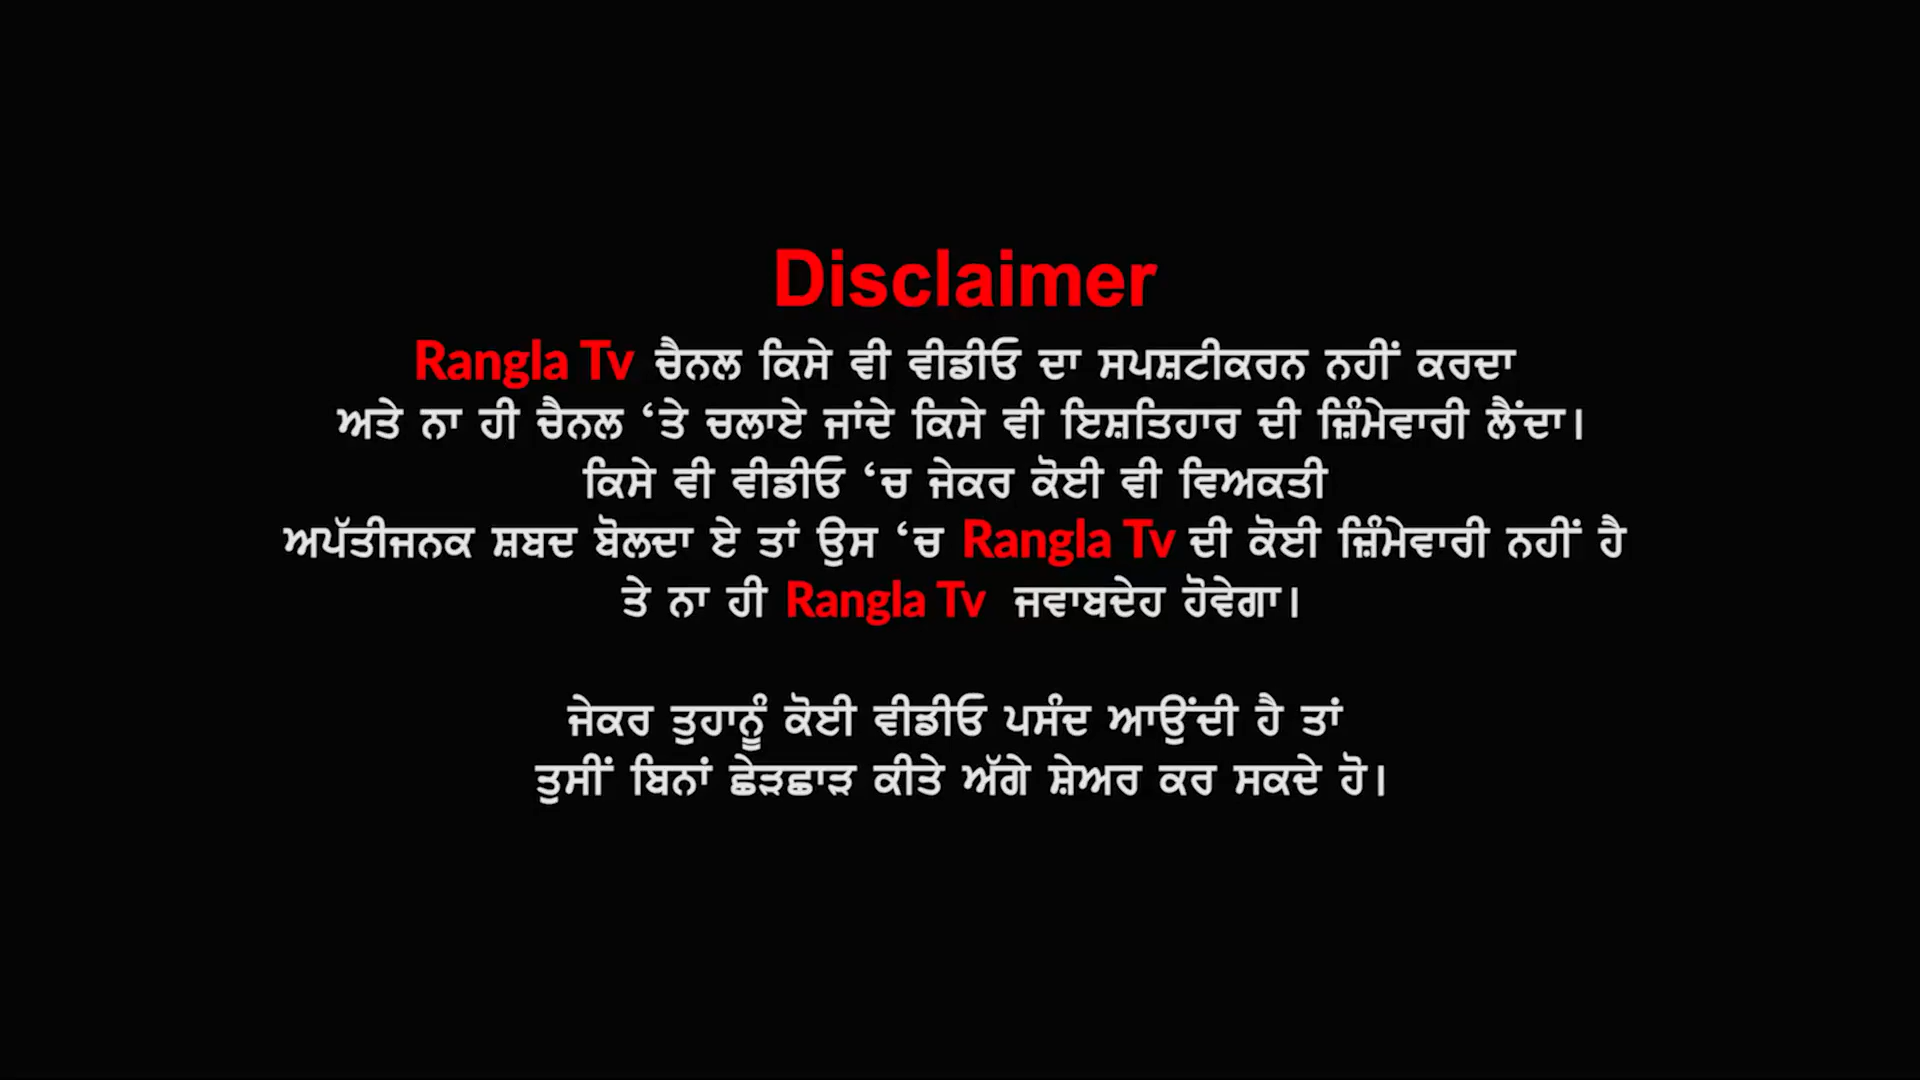 Disclaimer
Rangla Tv ਚੈਨਲ ਕਿਸੇ ਵੀ ਵੀਡੀਓ ਦਾ ਸਪਸ਼ਟੀਕਰਨ ਨਹੀਂ ਕਰਦਾ
ਅਤੇ ਨਾ ਹੀ ਚੈਨਲ ‘ਤੇ ਚਲਾਏ ਜਾਂਦੇ ਕਿਸੇ ਵੀ ਇਸ਼ਤਿਹਾਰ ਦੀ ਜ਼ਿੰਮੇਵਾਰੀ ਲੈਂਦਾ।
ਕਿਸੇ ਵੀ ਵੀਡੀਓ ‘ਚ ਜੇਕਰ ਕੋਈ ਵੀ ਵਿਅਕਤੀ
ਅਪੱਤੀਜਨਕ ਸ਼ਬਦ ਬੋਲਦਾ ਏ ਤਾਂ ਉਸ ‘ਚ Rangla Tv ਦੀ ਕੋਈ ਜ਼ਿੰਮੇਵਾਰੀ ਨਹੀਂ ਹੈ
ਤੇ ਨਾ ਹੀ Rangla Tv ਜਵਾਬਦੇਹ ਹੋਵੇਗਾ।
ਜੇਕਰ ਤੁਹਾਨੂੰ ਕੋਈ ਵੀਡੀਓ ਪਸੰਦ ਆਉਂਦੀ ਹੈ ਤਾਂ
ਤੁਸੀਂ ਬਿਨਾਂ ਛੇੜਛਾੜ ਕੀਤੇ ਅੱਗੇ ਸ਼ੇਅਰ ਕਰ ਸਕਦੇ ਹੋ।